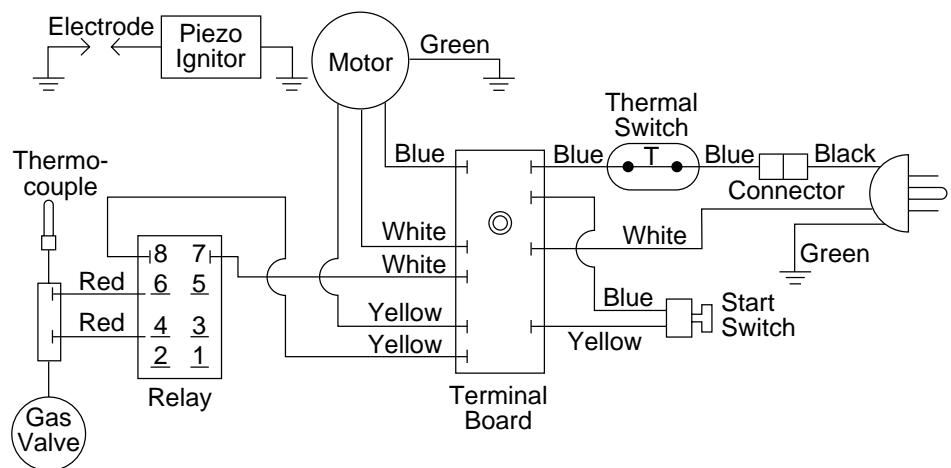 Electrode
Piezo
Ignitor
Motor
Green
Thermal
Switch
Thermo-
couple
Blue
Blue
T
Blue
Black
Connector
White
White
Green
8 7
White
Red
6 5
Blue
Start
Switch
Red
4 3
Yellow
Yellow
2 1
Yellow
Relay
Terminal
Board
Gas
Valve